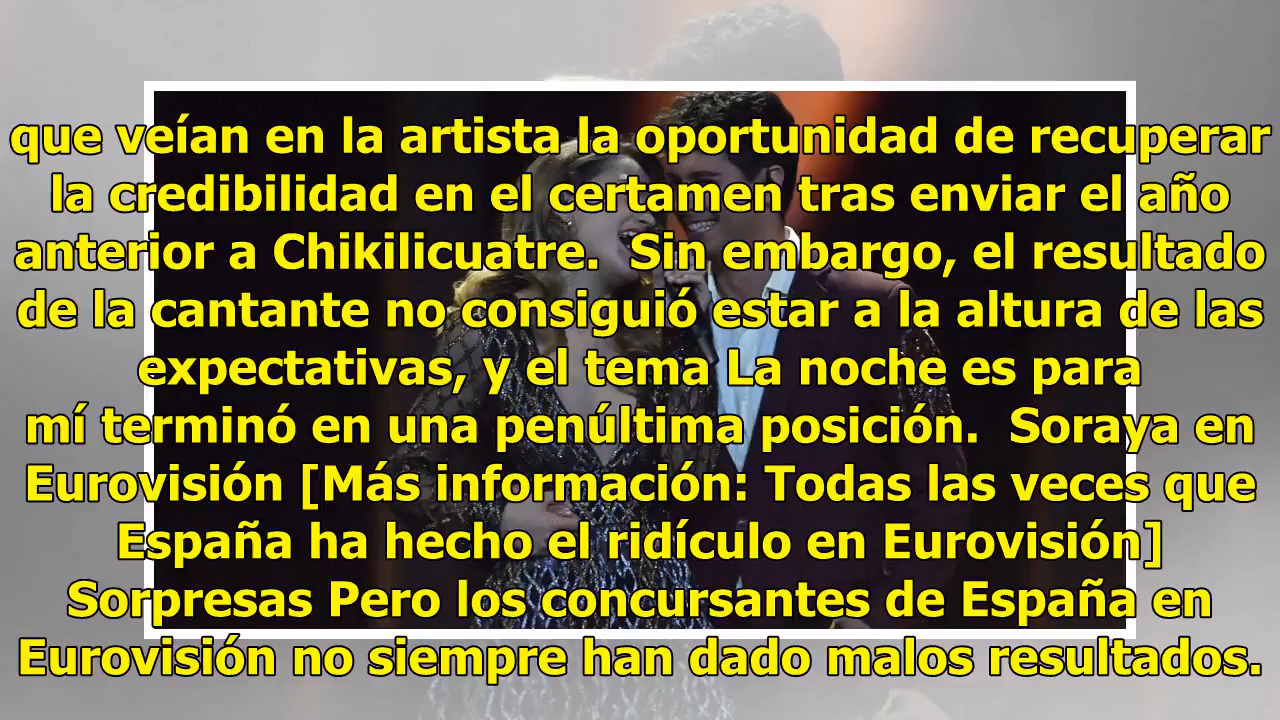 que veían en la artista la oportunidad de recuperar
la credibilidad en el certamen tras enviar el año
anterior a Chikilicuatre.  Sin embargo, el resultado
de la cantante no consiguió estar a la altura de las
expectativas, y el tema La noche es para
mí terminó en una penúltima posición.  Soraya en
Eurovisión [Más información: Todas las veces que
España ha hecho el ridículo en Eurovisión]
Sorpresas Pero los concursantes de España en
Eurovisión no siempre han dado malos resultados.